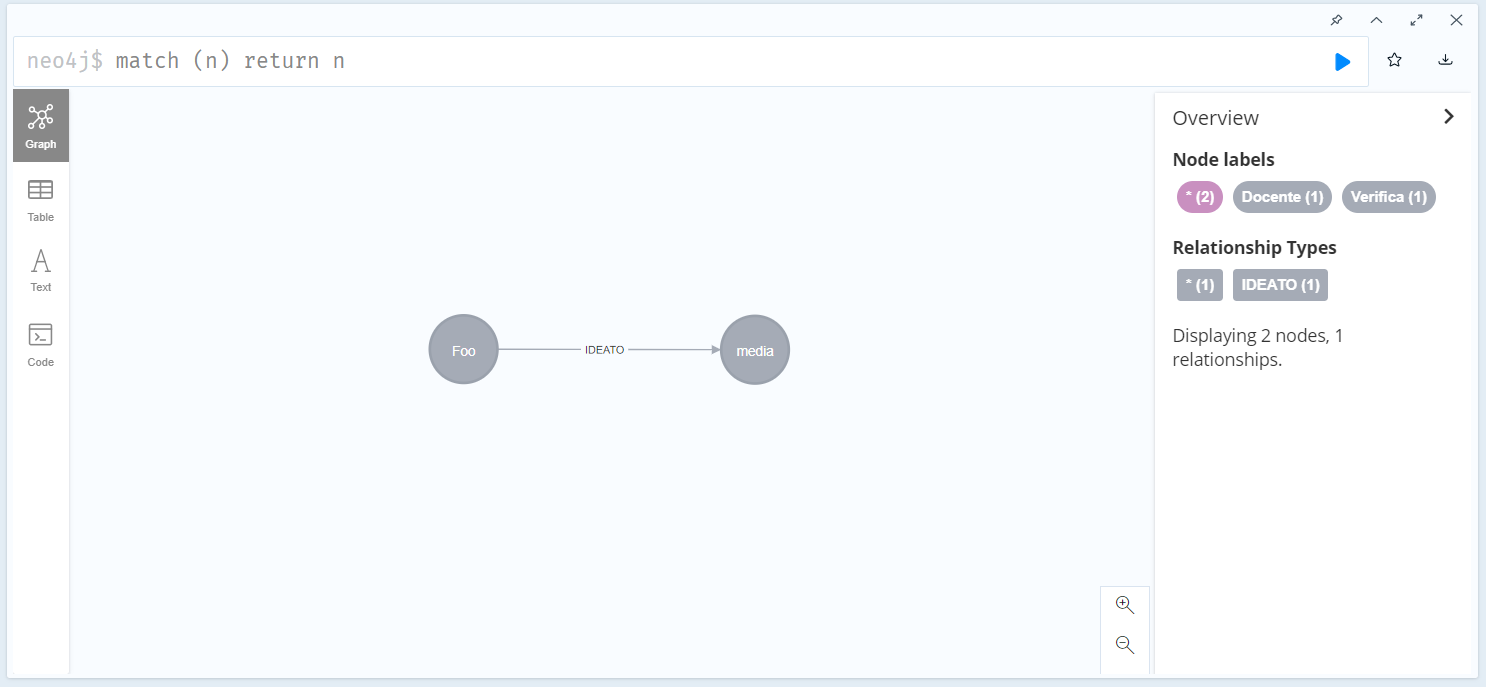 neo4j$ match (n) return n
Graph
Table
Text
Code
Foo
IDEATO
media
Overview
Node labels
* (2) Docente (1) Verifica (1)
Relationship Types
* (1) IDEATO (1)
Displaying 2 nodes, 1
relationships.